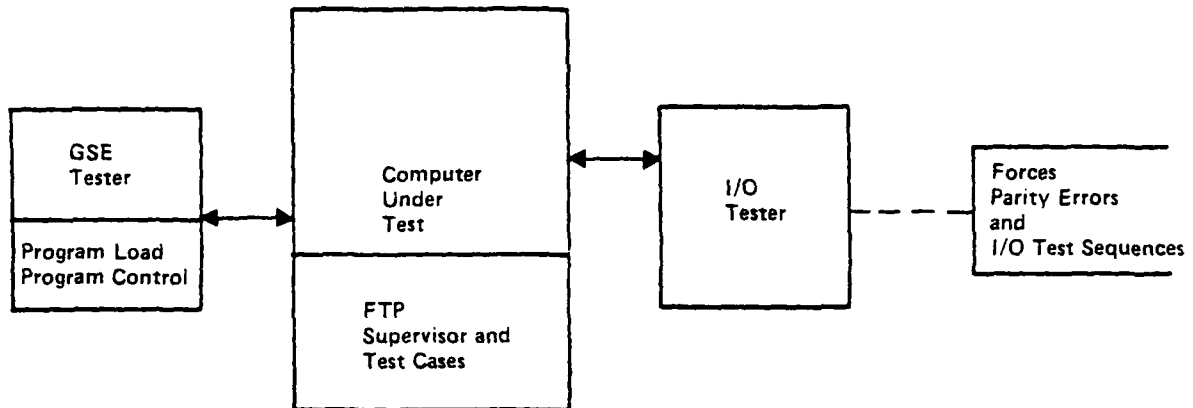 GSE
Tester
Program Load
Program Control
Computer
Under
Test
FTP
Supervisor and
Test Cases
I/O
Tester
Forces
Parity Errors
and
I/O Test Sequences